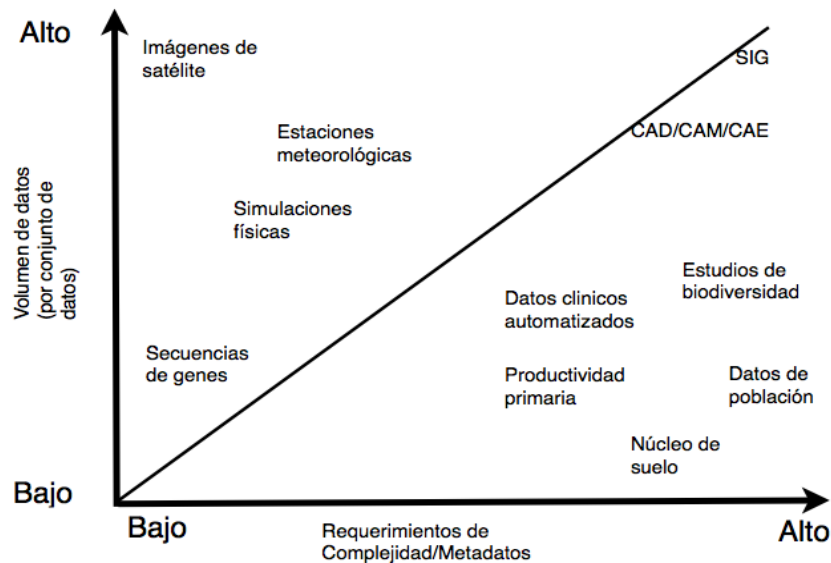 Alto
Imágenes de
satélite
SIG
Estaciones
meteorológicas
CAD/CAM/CAE
Simulaciones
físicas
Volumen de datos
(por conjunto de
datos)
Estudios de
biodiversidad
Datos clinicos
automatizados
Secuencias
de genes
Productividad
primaria
Datos de
población
Núcleo de
suelo
Bajo
Bajo
Requerimientos de
Complejidad/Metadatos
Alto